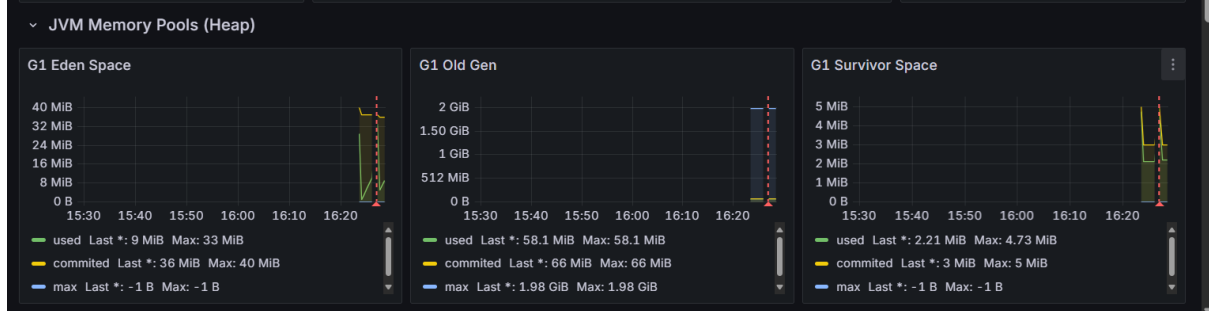 JVM Memory Pools (Heap)
G1 Eden Space
40 MiB
32 MiB
24 MiB
16 MiB
8 MiB
0 B
15:30 15:40 15:50 16:00 16:10 16:20
used Last *: 9 MiB Max: 33 MiB
commited Last *: 36 MiB Max: 40 MiB
max Last *: -1 B Max: -1 B
G1 Old Gen
2 GiB
1.50 GiB
1 GiB
512 MiB
0 B
15:30 15:40 15:50 16:00 16:10 16:20
used Last *: 58.1 MiB Max: 58.1 MiB
commited Last *: 66 MiB Max: 66 MiB
max Last *: 1.98 GiB Max: 1.98 GiB
G1 Survivor Space
5 MiB
4 MiB
3 MiB
2 MiB
1 MiB
0 B
15:30 15:40 15:50 16:00 16:10 16:20
used Last *: 2.21 MiB Max: 4.73 MiB
commited Last *: 3 MiB Max: 5 MiB
max Last *: -1 B Max: -1 B